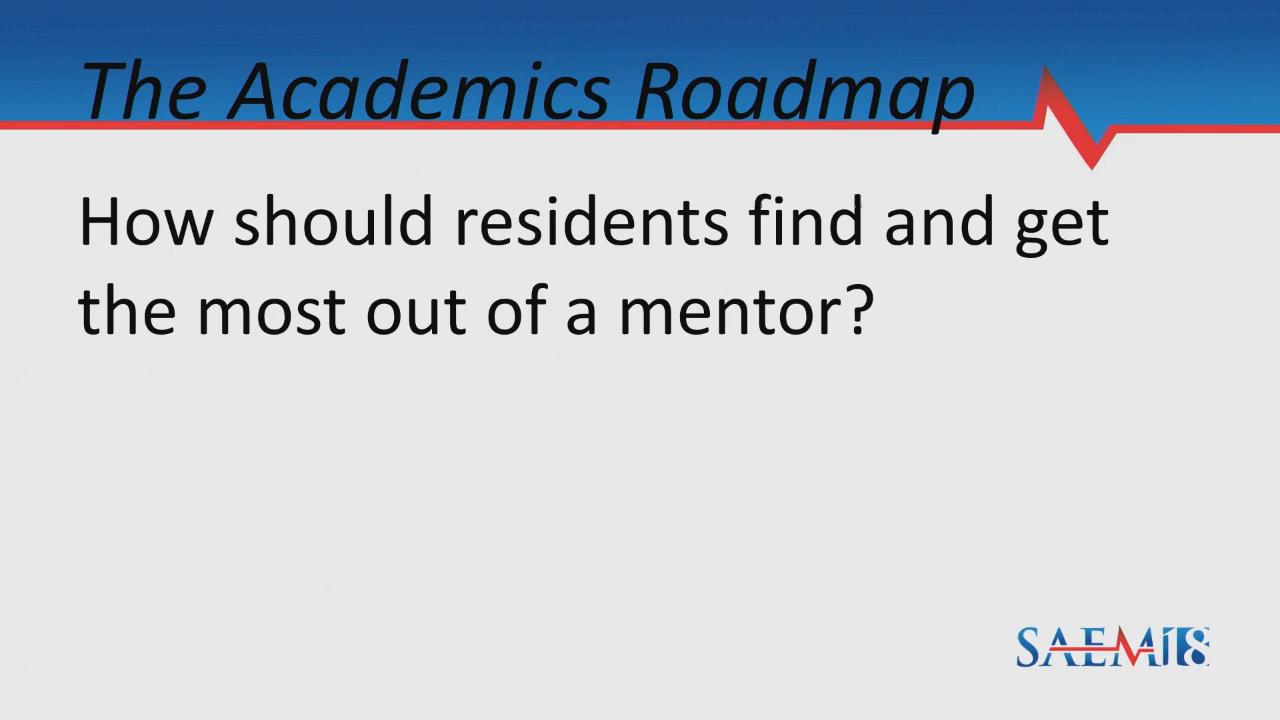 The Academics Roadmap
How should residents find and get
the most out of a mentor?
SAEM18